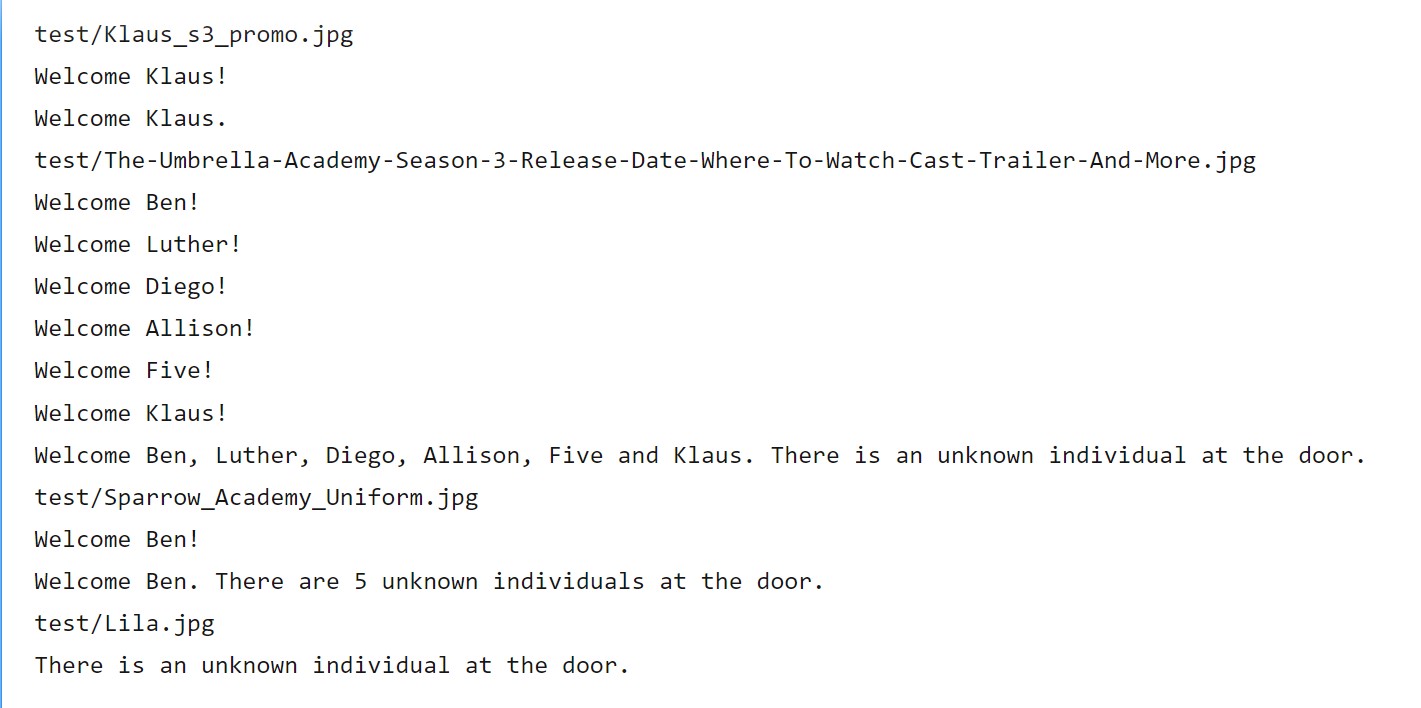 test/Klaus_s3_promo.jpg
Welcome Klaus!
Welcome Klaus.
test/The-Umbrella-Academy-Season-3-Release-Date-Where-To-Watch-Cast-Trailer-And-More.jpg
Welcome Ben!
Welcome Luther!
Welcome Diego!
Welcome Allison!
Welcome Five!
Welcome Klaus!
Welcome Ben, Luther, Diego, Allison, Five and Klaus. There is an unknown individual at the door.
test/Sparrow_Academy_Uniform.jpg
Welcome Ben!
Welcome Ben. There are 5 unknown individuals at the door.
test/Lila.jpg
There is an unknown individual at the door.